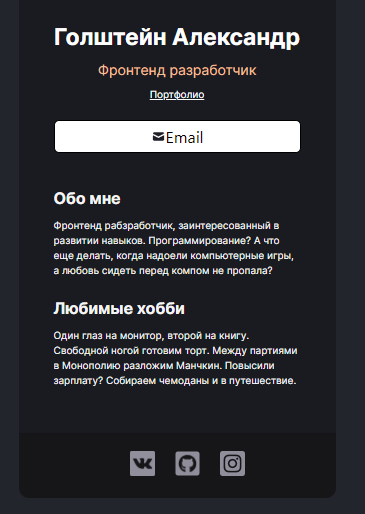 Голштейн Александр
Фронтенд разработчик
Портфолио
Email
Обо мне
Фронтенд рабзработчик, заинтересованный в
развитии навыков. Программирование? А что
еще делать, когда надоели компьютерные игры,
а любовь сидеть перед компом не пропала?
Любимые хобби
Один глаз на монитор, второй на книгу.
Свободной ногой готовим торт. Между партиями
в Монополию разложим Манчкин. Повысили
зарплату? Собираем чемоданы и в путешествие.